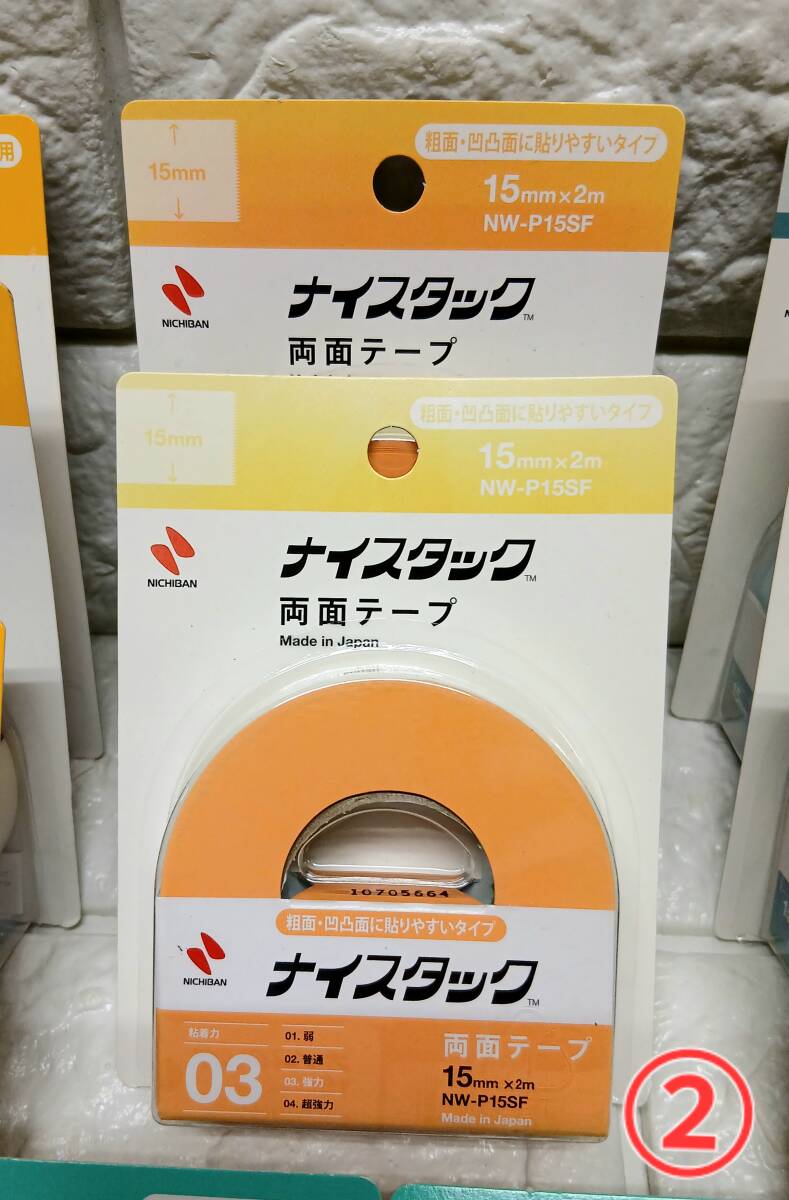 用
15mm
粗面・凹凸面に貼りやすいタイプ
15mm×2m
NW-P15SF
NICHIBAN
ナイスタック™
両面テープ
15mm
粗面・凹凸面に貼りやすいタイプ
15mm×2m
NW-P15SF
NICHIBAN
ナイスタック™
両面テープ
Made in Japan
10705664
粗面・凹凸面に貼りやすいタイプ
NICHIBAN
ナイスタック™
粘着力
03
01. 弱
02. 普通
03. 強力
04. 超強力
両面テープ
15mm ×2m
NW-P15SF
Made in Japan
②